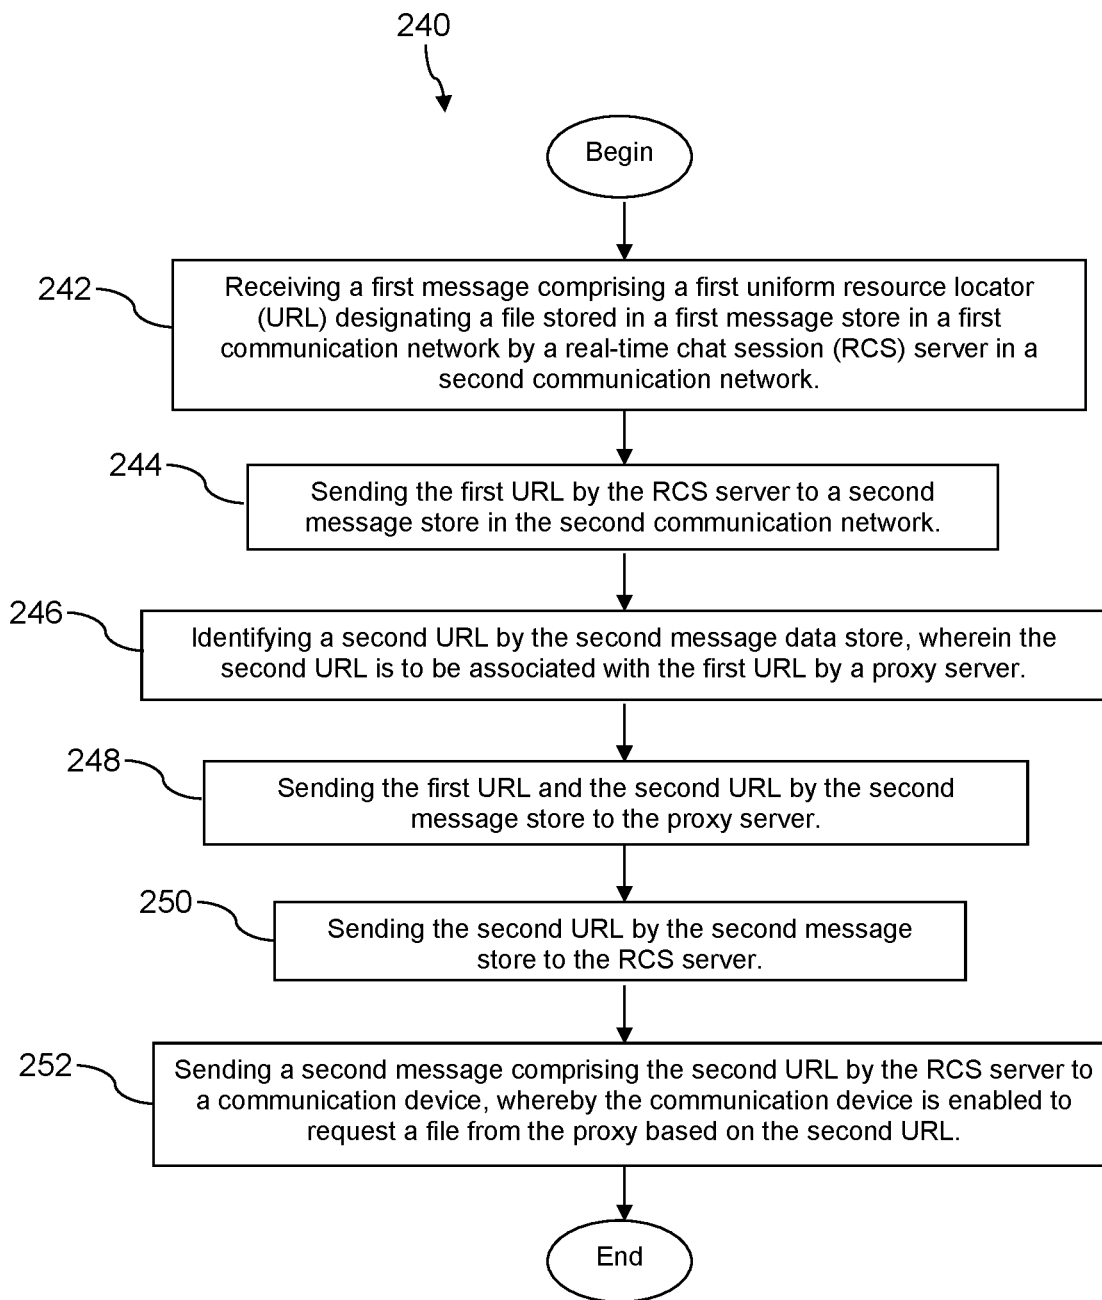 240
Begin
242
Receiving a first message comprising a first uniform resource locator
(URL) designating a file stored in a first message store in a first
communication network by a real-time chat session (RCS) server in a
second communication network.
244
Sending the first URL by the RCS server to a second
message store in the second communication network.
246
Identifying a second URL by the second message data store, wherein the
second URL is to be associated with the first URL by a proxy server.
248
Sending the first URL and the second URL by the second
message store to the proxy server.
250
Sending the second URL by the second message
store to the RCS server.
252
Sending a second message comprising the second URL by the RCS server to
a communication device, whereby the communication device is enabled to
request a file from the proxy based on the second URL.
End